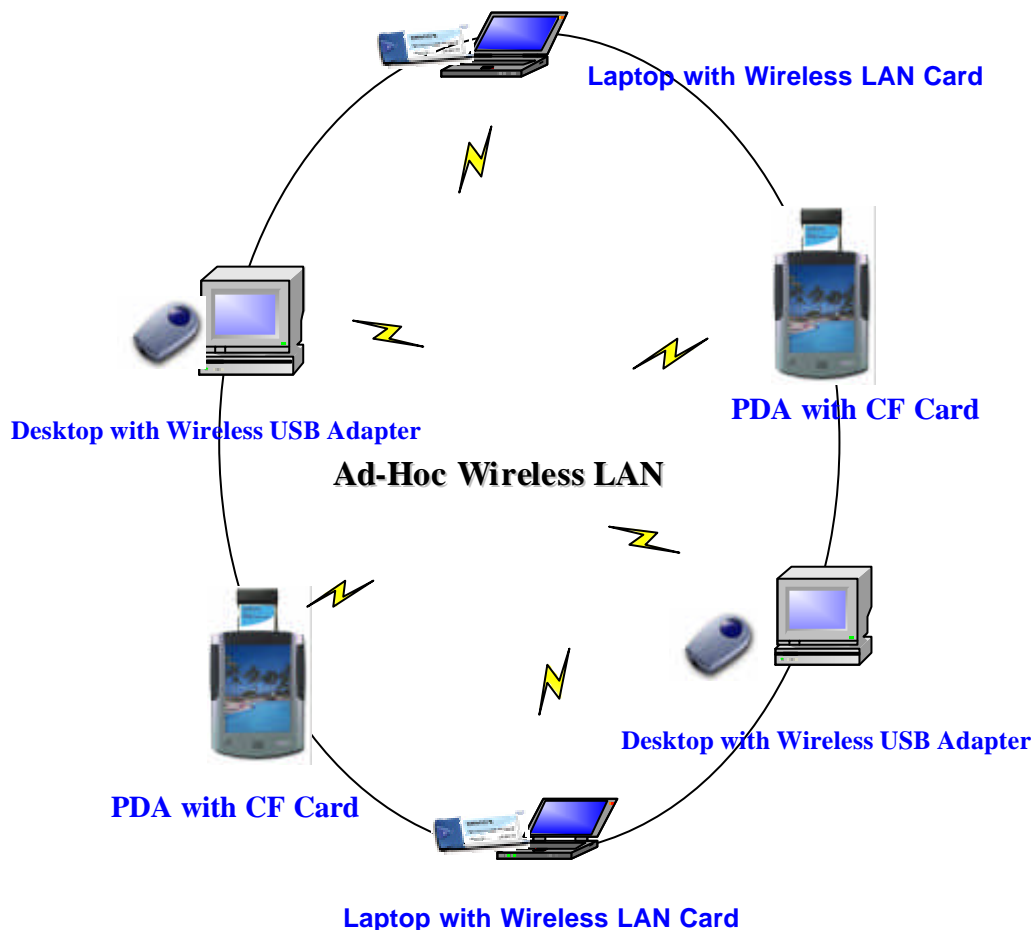 Laptop with Wireless LAN Card
PDA with CF Card
Desktop with Wireless USB Adapter
Ad-Hoc Wireless LAN
Desktop with Wireless USB Adapter
PDA with CF Card
Laptop with Wireless LAN Card